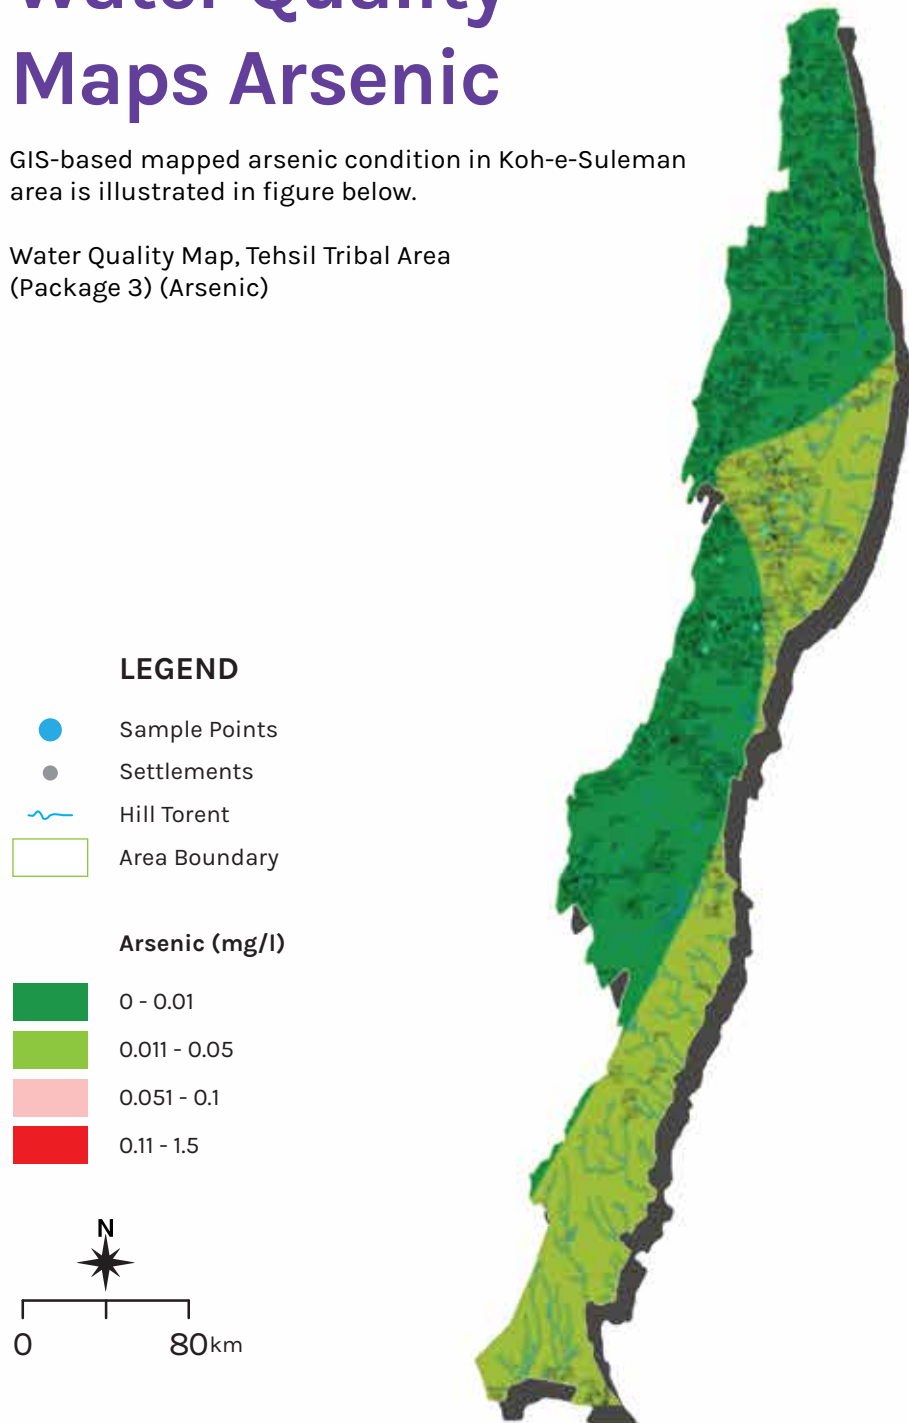 Water Quality
Maps Arsenic
GIS-based mapped arsenic condition in Koh-e-Suleman
area is illustrated in figure below.
Water Quality Map, Tehsil Tribal Area
(Package 3) (Arsenic)
LEGEND
Sample Points
Settlements
Hill Torent
Area Boundary
Arsenic (mg/l)
0 - 0.01
0.011 - 0.05
0.051 - 0.1
0.11 - 1.5
N
0 80km